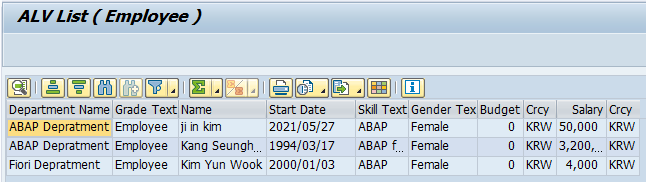 ALV List ( Employee )
Department Name Grade Text Name Start Date Skill Text Gender Tex Budget Crcy Salary Crcy
ABAP Depratment Employee ji in kim 2021/05/27 ABAP Female 0 KRW 50,000 KRW
ABAP Depratment Employee Kang Seungh... 1994/03/17 ABAP f... Female 0 KRW 3,200,... KRW
Fiori Depratment Employee Kim Yun Wook 2000/01/03 ABAP Female 0 KRW 4,000 KRW